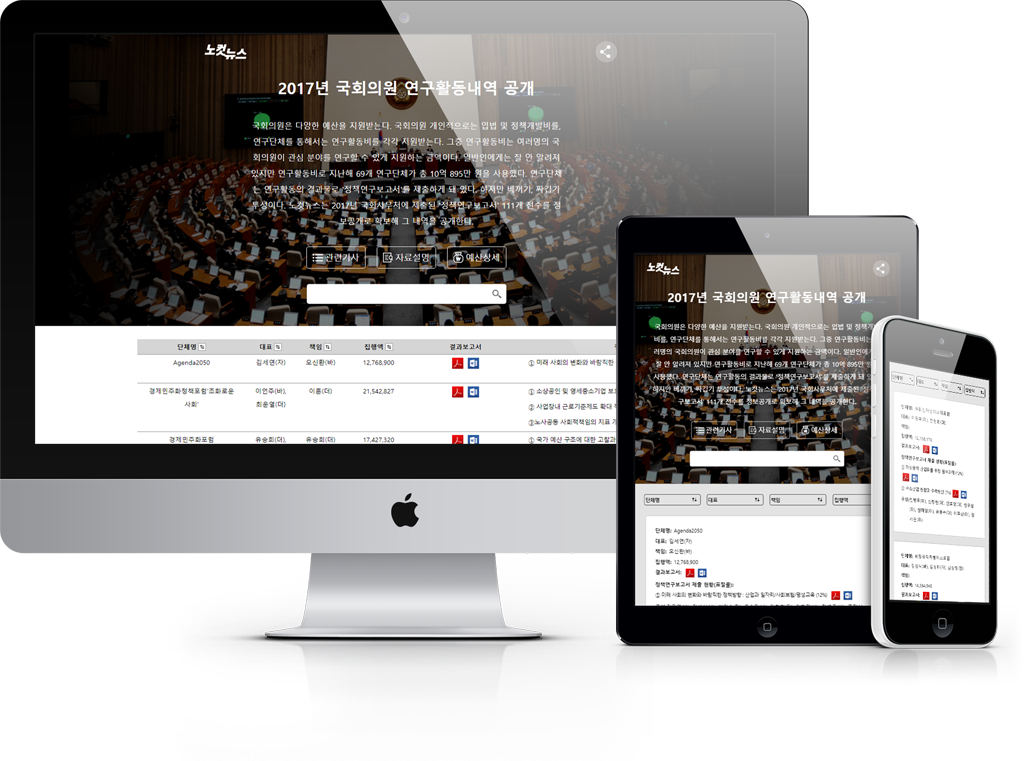 노컷뉴스
2017년 국회의원 연구활동내역 공개
국회의원은 다양한 예산을 지원받는다. 국회의원 개인적으로는 입법 및 정책개발비를,
연구단체를 통해서는 연구활동비를 각각 지원받는다. 그중 연구활동비는 여러명의 국
회의원이 관심 분야를 연구할 수 있게 지원하는 금액이다. 일반인에게는 잘 안 알려져
있지만 연구활동비로 지난해 69개 연구단체가 총 10억 895만 원을 사용했다. 연구단체
는 연구활동의 결과물로 '정책연구보고서'를 제출하게 돼 있다. 하지만 베끼기, 짜깁기
투성이다. 노컷뉴스는 2017년 국회사무처에 제출된 '정책연구보고서' 111개 전수를 정
보공개로 확보해 그 내역을 공개한다.
관련기사 자료설명 예산상세
단체명 대표 책임 집행액 결과보고서
Agenda2050 김세연(자) 오신환(바) 12,768,900 ① 미래 사회의 변화와 바람직한
경제민주화정책포럼'조화로운 이언주(바), 이훈(더) 21,542,827 ① 소상공인 및 영세중소기업 보
사회' 최운열(더) ② 사업장내 근로기준제도 확대
③노사공동 사회적책임의 지표
경제민주화포럼 유승희(더), 유승희(더) 17,427,320 ① 국가 예산 구조에 대한 고찰과
노컷뉴스
2017년 국회의원 연구활동내역 공개
국회의원은 다양한 예산을 지원받는다. 국회의원 개인적으로는 입법 및 정책개
비를, 연구단체를 통해서는 연구활동비를 각각 지원받는다. 그중 연구활동비는
러명의 국회의원이 관심 분야를 연구할 수 있게 지원하는 금액이다. 일반인에
잘 안 알려져 있지만 연구활동비로 지난해 69개 연구단체가 총 10억 895만
사용했다. 연구단체는 연구활동의 결과물로 '정책연구보고서'를 제출하게 돼
지만 베끼기, 짜깁기 투성이다. 노컷뉴스는 2017년 국회사무처에 제출된
구보고서' 111개 전수를 정보공개로 확보해 그 내역을 공개한다.
관련기사 자료설명 예산상세
단체명 대표 책임 집행액
단체명: Agenda2050
대표: 김세연(자)
책임: 오신환(바)
집행액: 12,768,900
결과보고서:
정책연구보고서 제출 현황(표절률):
① 미래 사회의 변화와 바람직한 정책방향 : 산업과 일자리/사회보험/평생교육 (12%)
단체명 대표 책임 집행액
단체명:
대표:
책임:
집행액:
결과보고서:
정책연구보고서 제출 현황(표절률)
단체명:
대표:
책임:
집행액:
결과보고서: